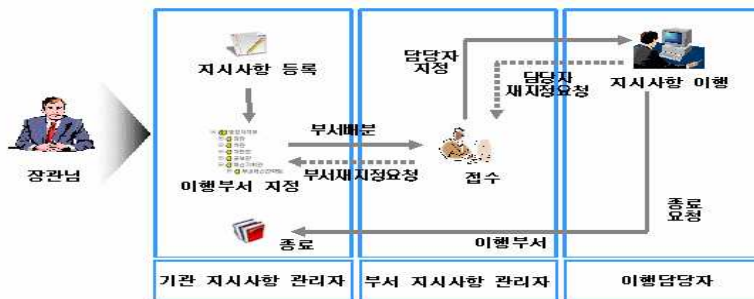 장관님
지시사항 등록
이행부서 지정
종료
기관 지시사항 관리자
부서배분
부서재지정요청
접수
담당자
지정
담당자
재지정요청
이행부서
부서 지시사항 관리자
지시사항 이행
종료
요청
이행담당자